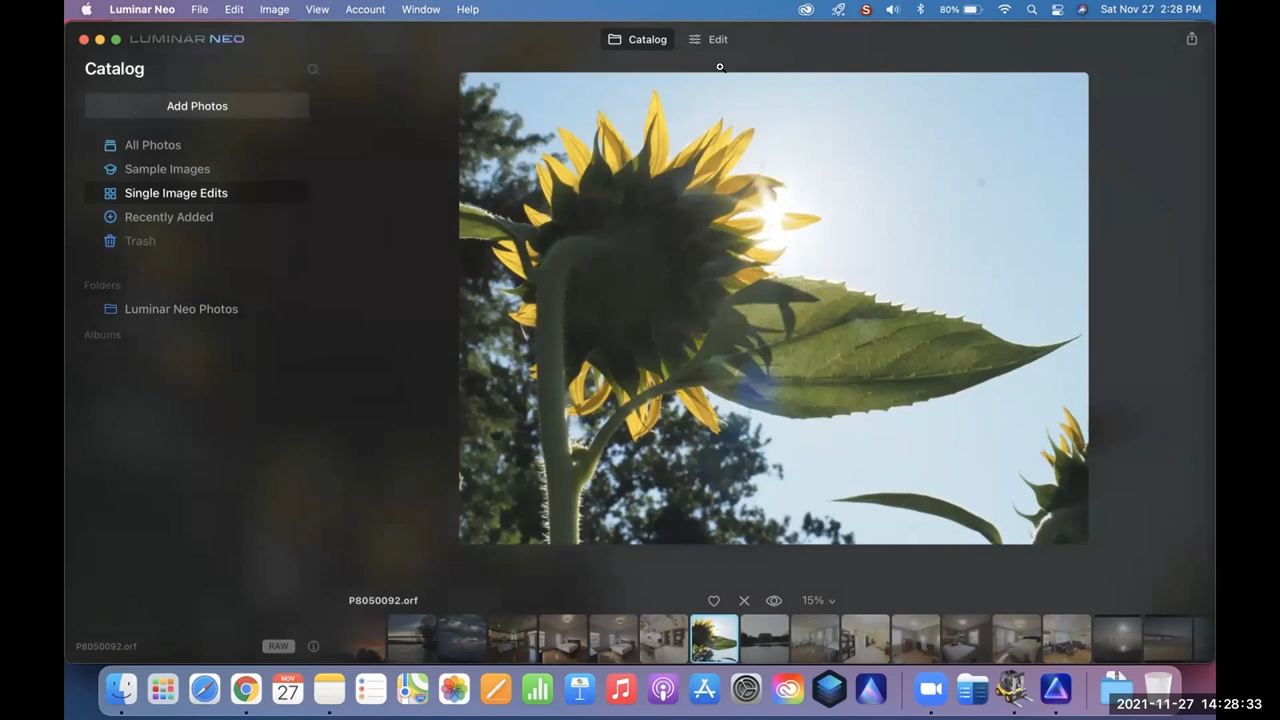 Luminar Neo File Edit Image View Account Window Help 80% Sat Nov 27 2:28 PM
LUMINAR NEO Catalog Edit
Catalog
Add Photos
All Photos
Sample Images
Single Image Edits
Recently Added
Trash
Folders
Luminar Neo Photos
Albums
P8050092.orf 15%
P8050092.orf RAW
NOV
27
2021-11-27 14:28:33